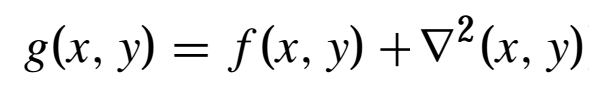 g(x, y) = f(x, y) + ∇²(x, y)